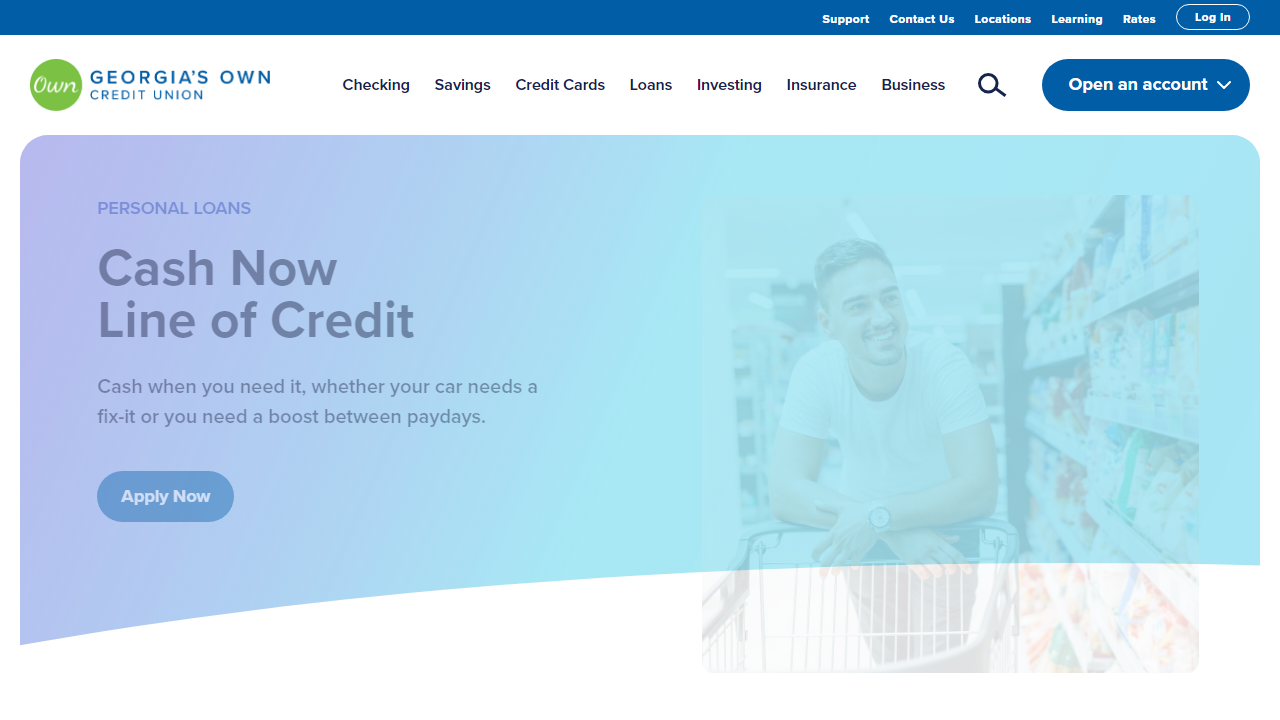 Support Contact Us Locations Learning Rates Log In
Own GEORGIA'S OWN
CREDIT UNION
Checking Savings Credit Cards Loans Investing Insurance Business Open an account
PERSONAL LOANS
Cash Now
Line of Credit
Cash when you need it, whether your car needs a
fix-it or you need a boost between paydays.
Apply Now